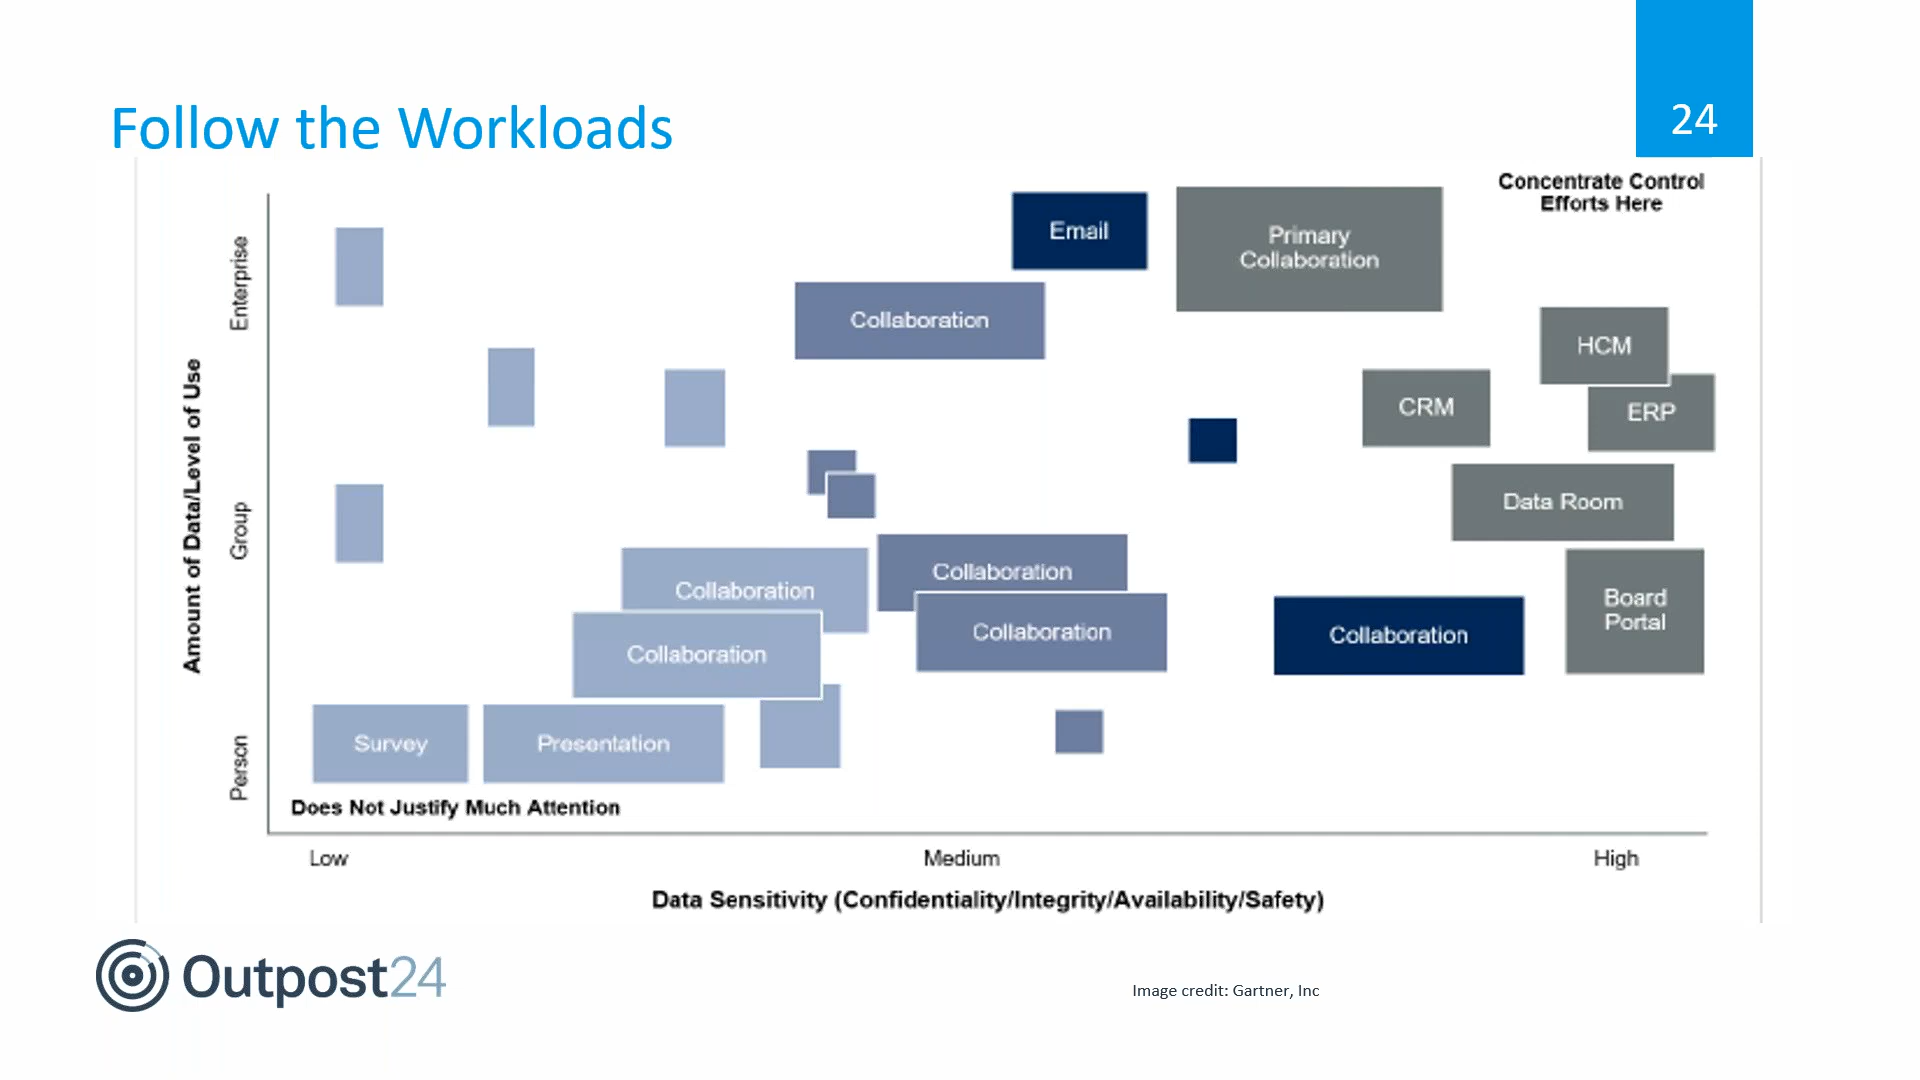 Follow the Workloads
24
Concentrate Control
Efforts Here
Email
Primary
Collaboration
Collaboration
HCM
CRM
ERP
Data Room
Collaboration
Collaboration
Board
Portal
Collaboration
Collaboration
Collaboration
Survey
Presentation
Does Not Justify Much Attention
Enterprise
Group
Person
Amount of Data/Level of Use
Low
Medium
High
Data Sensitivity (Confidentiality/Integrity/Availability/Safety)
Outpost24
Image credit: Gartner, Inc